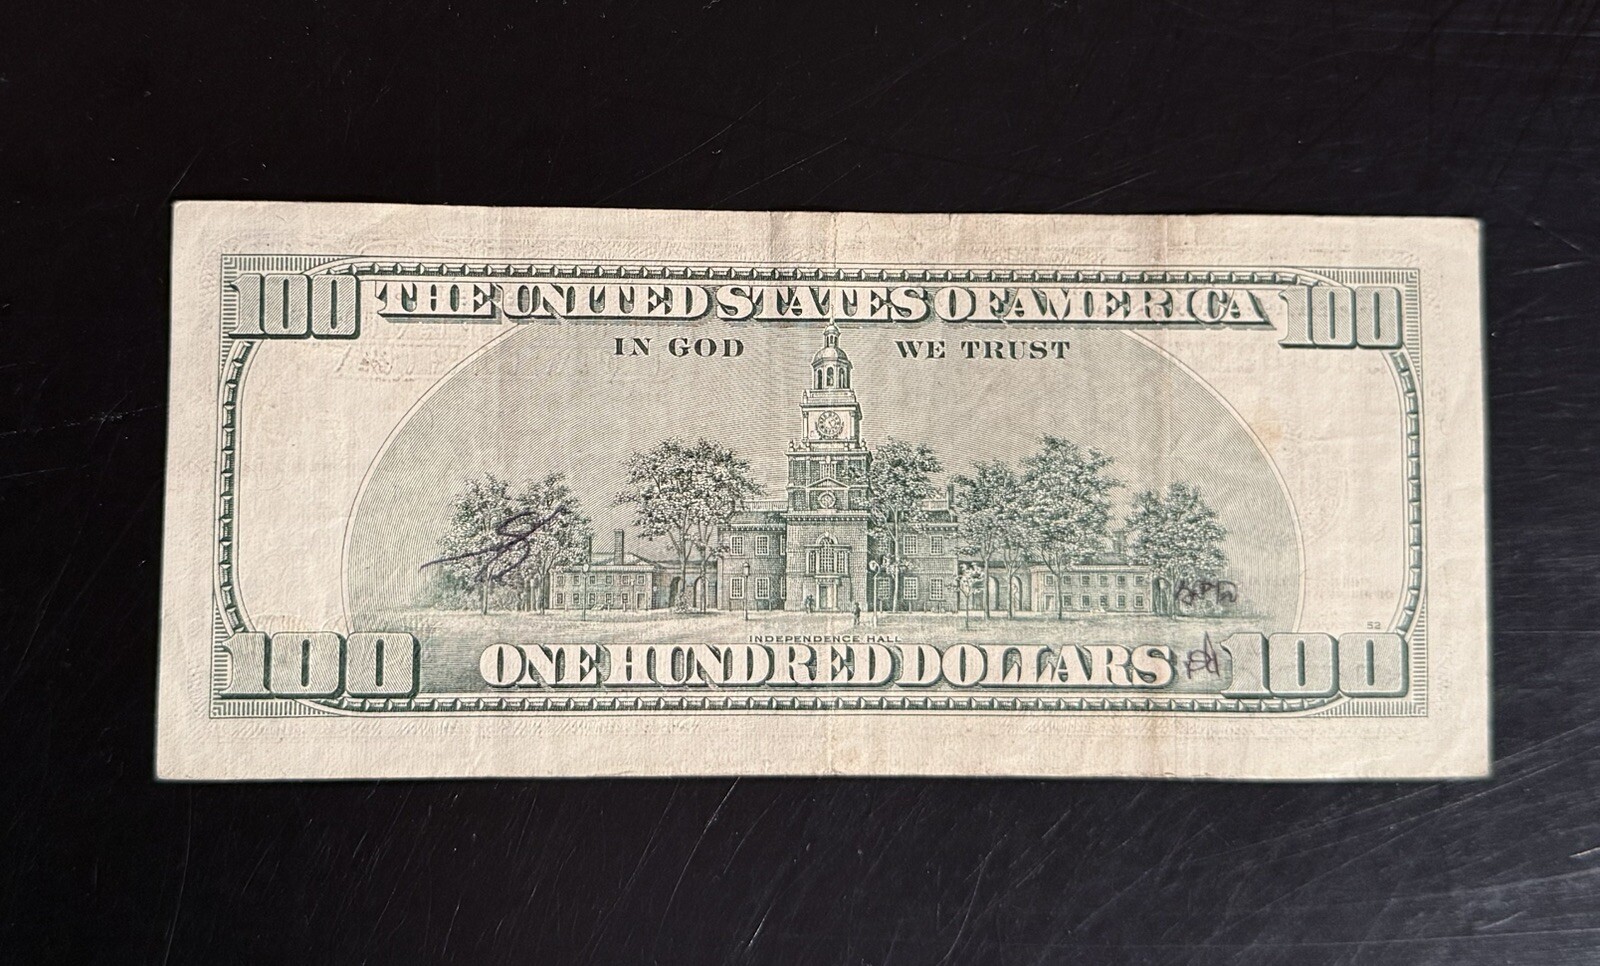 100 THE UNITED STATES OF AMERICA 100
IN GOD WE TRUST
INDEPENDENCE HALL
52
100 ONE HUNDRED DOLLARS 100